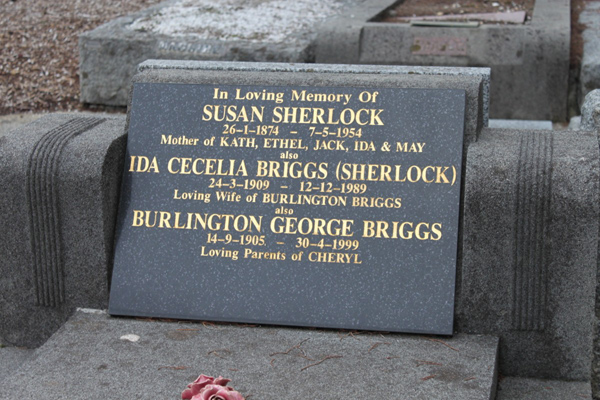 In Loving Memory Of
SUSAN SHERLOCK
26-1-1874 - 7-5-1954
Mother of KATH, ETHEL, JACK, IDA & MAY
also
IDA CECELIA BRIGGS (SHERLOCK)
24-3-1909 - 12-12-1989
Loving Wife of BURLINGTON BRIGGS
also
BURLINGTON GEORGE BRIGGS
14-9-1905 - 30-4-1999
Loving Parents of CHERYL